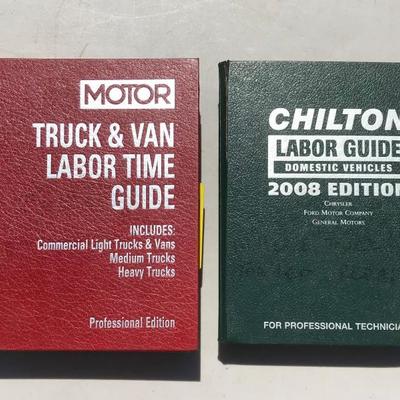 MOTOR
TRUCK & VAN
LABOR TIME
GUIDE
INCLUDES:
Commercial Light Trucks & Vans
Medium Trucks
Heavy Trucks
Professional Edition
CHILTON
LABOR GUIDE
DOMESTIC VEHICLES
2008 EDITION
CHRYSLER
FORD MOTOR COMPANY
GENERAL MOTORS
FOR PROFESSIONAL TECHNICIA